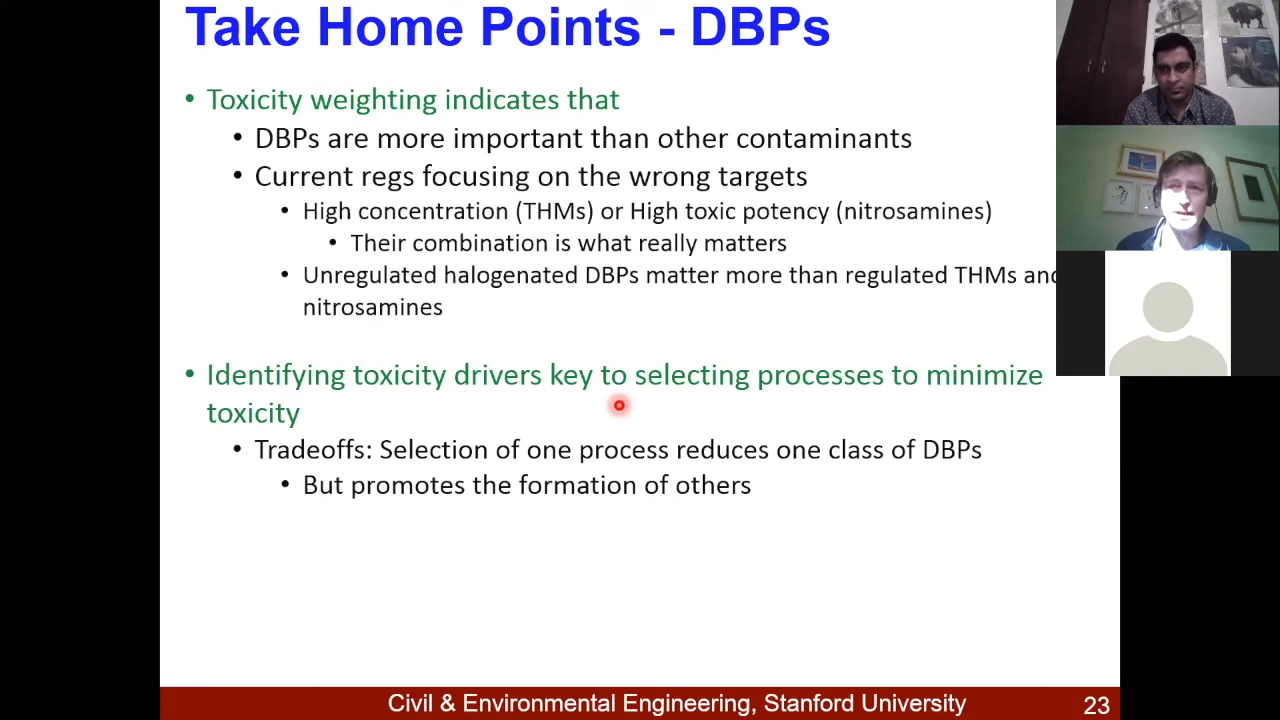 Take Home Points - DBPs
• Toxicity weighting indicates that
• DBPs are more important than other contaminants
• Current regs focusing on the wrong targets
• High concentration (THMs) or High toxic potency (nitrosamines)
• Their combination is what really matters
• Unregulated halogenated DBPs matter more than regulated THMs and
nitrosamines
• Identifying toxicity drivers key to selecting processes to minimize
toxicity
• Tradeoffs: Selection of one process reduces one class of DBPs
• But promotes the formation of others
Civil & Environmental Engineering, Stanford University
23